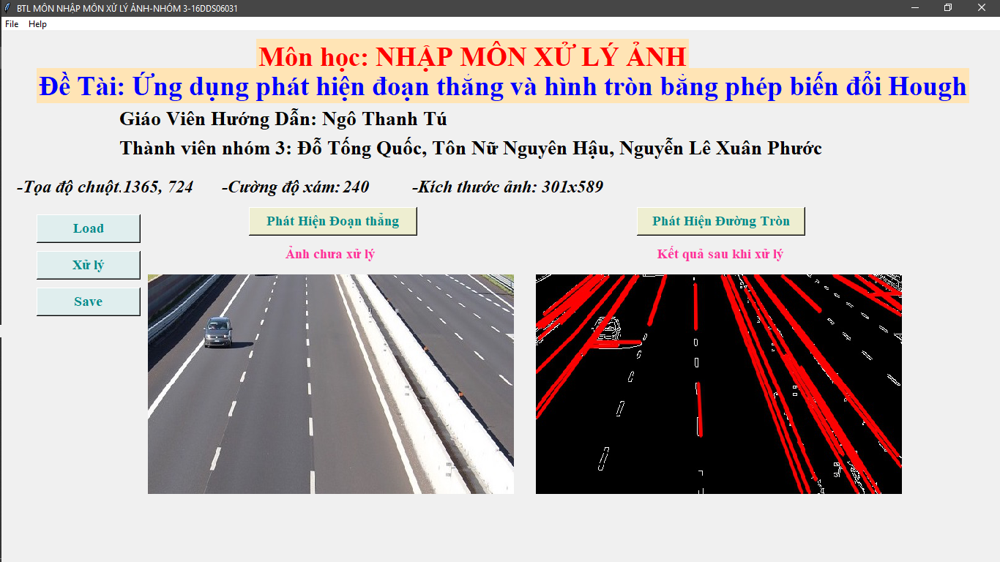 BTL MÔN NHẬP MÔN XỬ LÝ ẢNH-NHÓM 3-16DDS06031
File Help
Môn học: NHẬP MÔN XỬ LÝ ẢNH
Đề Tài: Ứng dụng phát hiện đoạn thẳng và hình tròn bằng phép biến đổi Hough
Giáo Viên Hướng Dẫn: Ngô Thanh Tú
Thành viên nhóm 3: Đỗ Tống Quốc, Tôn Nữ Nguyên Hậu, Nguyễn Lê Xuân Phước
-Tọa độ chuột.1365, 724 -Cường độ xám: 240 -Kích thước ảnh: 301x589
Phát Hiện Đoạn thẳng Phát Hiện Đường Tròn
Load
Ảnh chưa xử lý Kết quả sau khi xử lý
Xử lý
Save